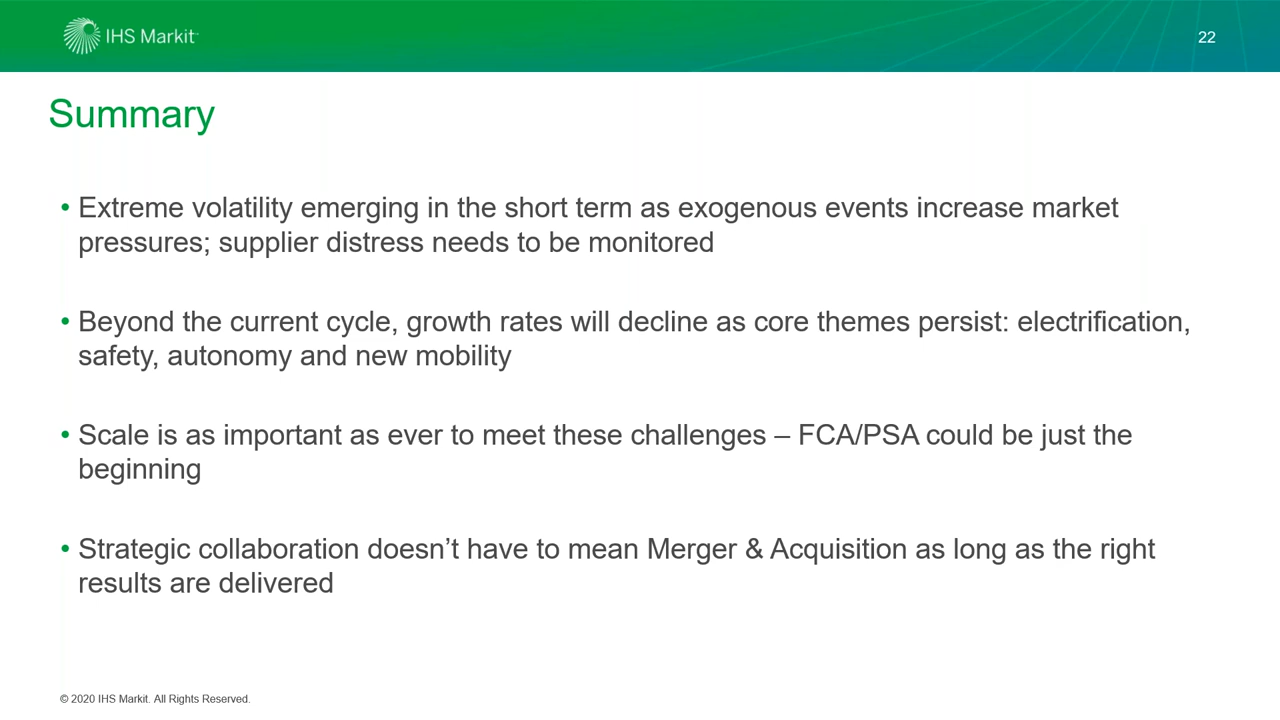 IHS Markit™
22
Summary
• Extreme volatility emerging in the short term as exogenous events increase market
pressures; supplier distress needs to be monitored
• Beyond the current cycle, growth rates will decline as core themes persist: electrification,
safety, autonomy and new mobility
• Scale is as important as ever to meet these challenges – FCA/PSA could be just the
beginning
• Strategic collaboration doesn’t have to mean Merger & Acquisition as long as the right
results are delivered
© 2020 IHS Markit. All Rights Reserved.